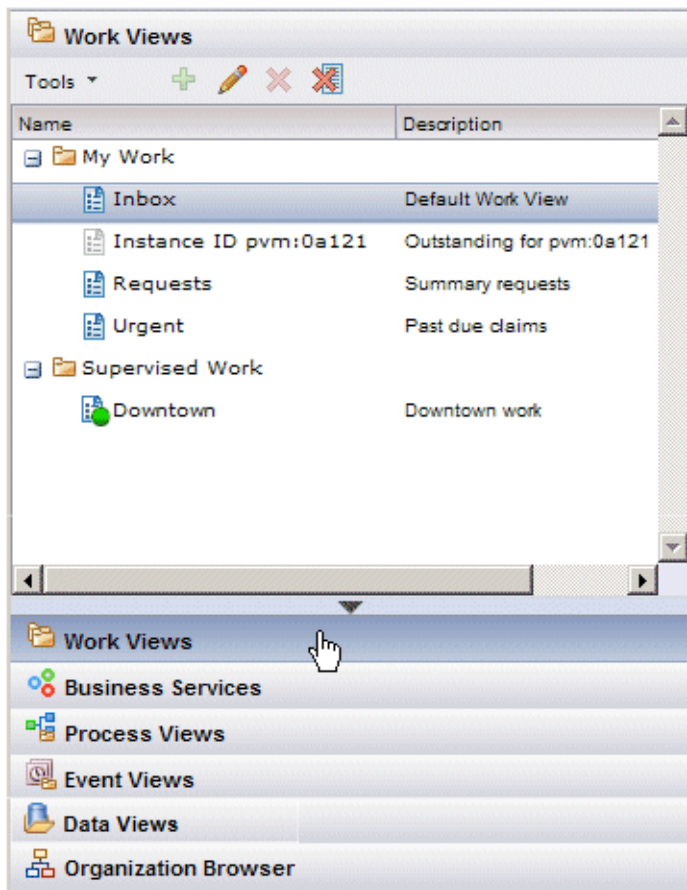 Work Views
Tools
Name Description
My Work
Inbox Default Work View
Instance ID pvm:0a121 Outstanding for pvm:0a121
Requests Summary requests
Urgent Past due claims
Supervised Work
Downtown Downtown work
Work Views
Business Services
Process Views
Event Views
Data Views
Organization Browser